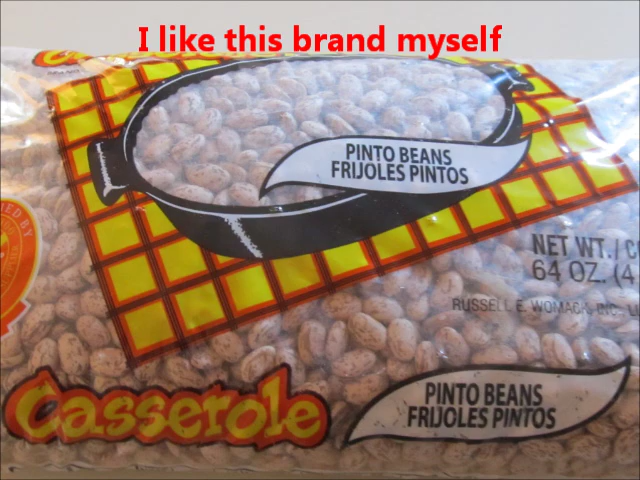 I like this brand myself
PINTO BEANS
FRIJOLES PINTOS
NET WT.
64 OZ. (4
RUSSELL E. WOMACK, INC.
Casserole
PINTO BEANS
FRIJOLES PINTOS